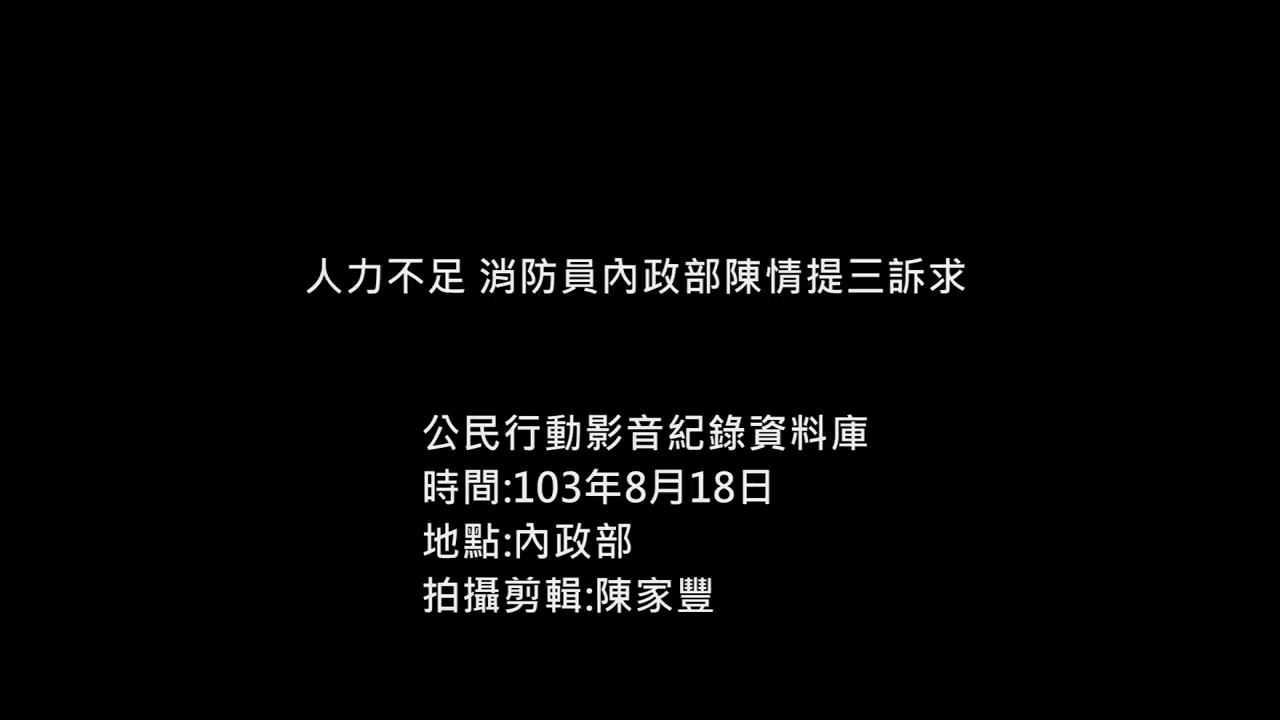 人力不足 消防員內政部陳情提三訴求
公民行動影音紀錄資料庫
時間:103年8月18日
地點:內政部
拍攝剪輯:陳家豐